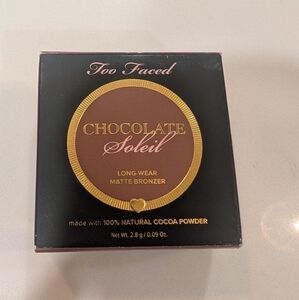 Too Faced
CHOCOLATE
Soleil
LONG-WEAR
MATTE BRONZER
made with 100% NATURAL COCOA POWDER
Net WT. 2.8 g / 0.09 Oz.